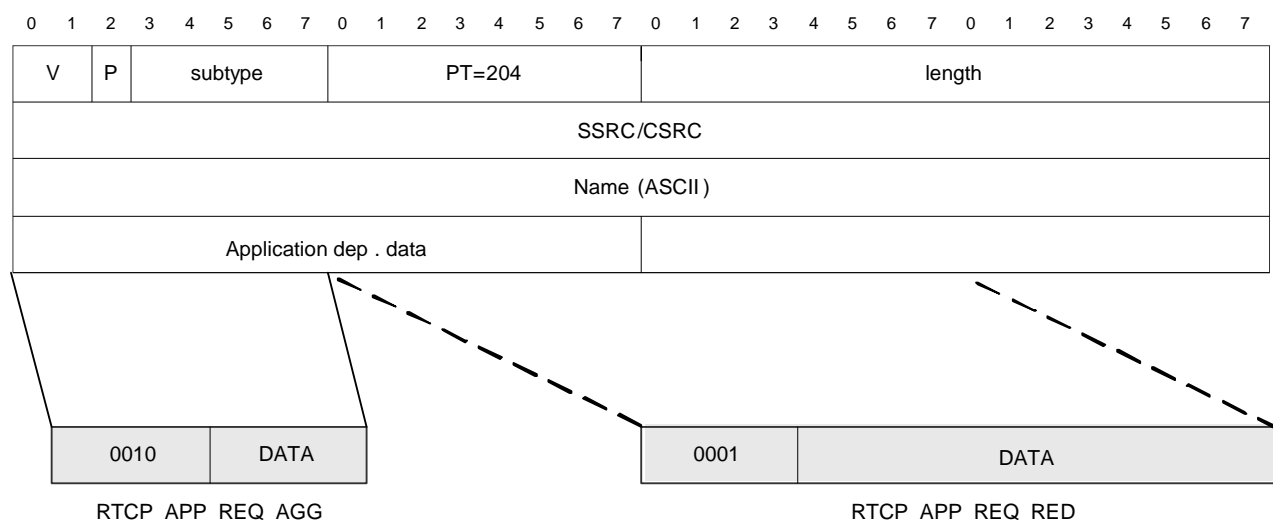 0 1 2 3 4 5 6 7 0 1 2 3 4 5 6 7 0 1 2 3 4 5 6 7 0 1 2 3 4 5 6 7
V P subtype PT=204 length
SSRC/CSRC
Name (ASCII)
Application dep . data
0010 DATA 0001 DATA
RTCP APP REQ AGG RTCP APP REQ RED